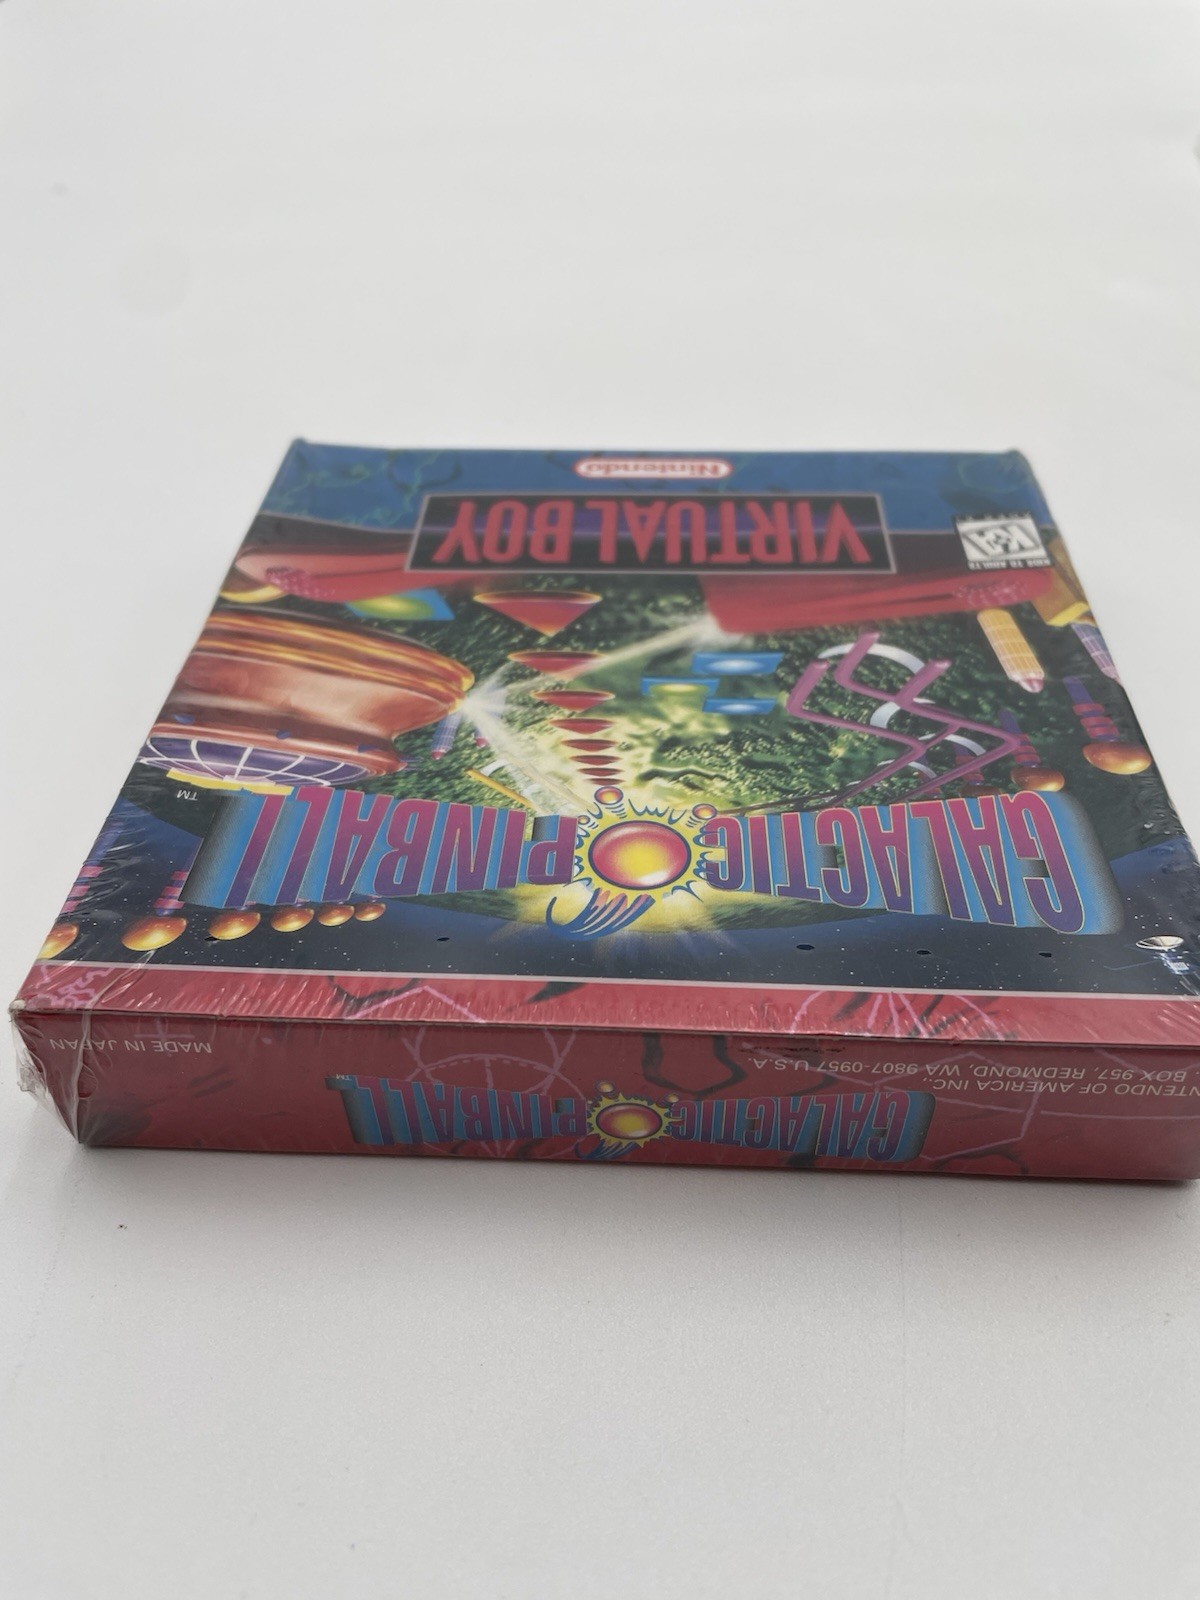 Nintendo
VIRTUAL BOY
K-A
KIDS TO ADULTS
GALACTIC PINBALL
TM
OF AMERICA INC.,
BOX 957, REDMOND, WA 9807-0957 U.S.A.
MADE IN JAPAN
GALACTIC PINBALL
TM